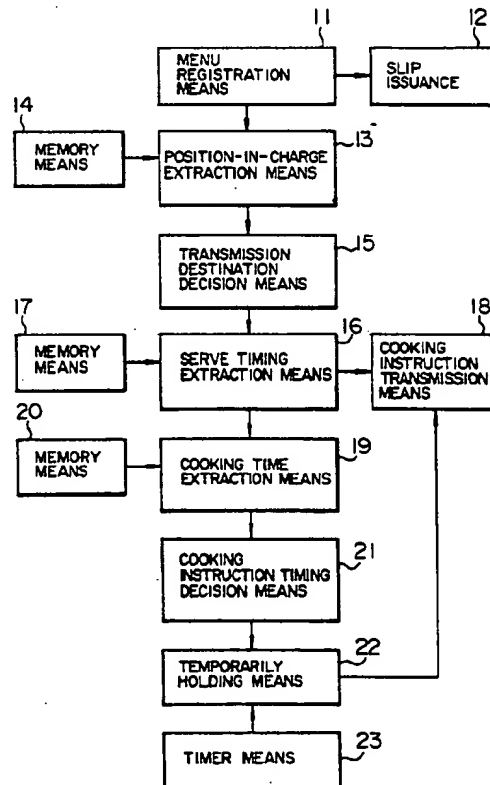 11
12
MENU
REGISTRATION
MEANS
SLIP
ISSUANCE
14
13
MEMORY
MEANS
POSITION-IN-CHARGE
EXTRACTION MEANS
15
TRANSMISSION
DESTINATION
DECISION MEANS
17
16
18
MEMORY
MEANS
SERVE TIMING
EXTRACTION MEANS
COOKING
INSTRUCTION
TRANSMISSION
MEANS
20
19
MEMORY
MEANS
COOKING TIME
EXTRACTION MEANS
21
COOKING
INSTRUCTION TIMING
DECISION MEANS
22
TEMPORARILY
HOLDING MEANS
23
TIMER MEANS